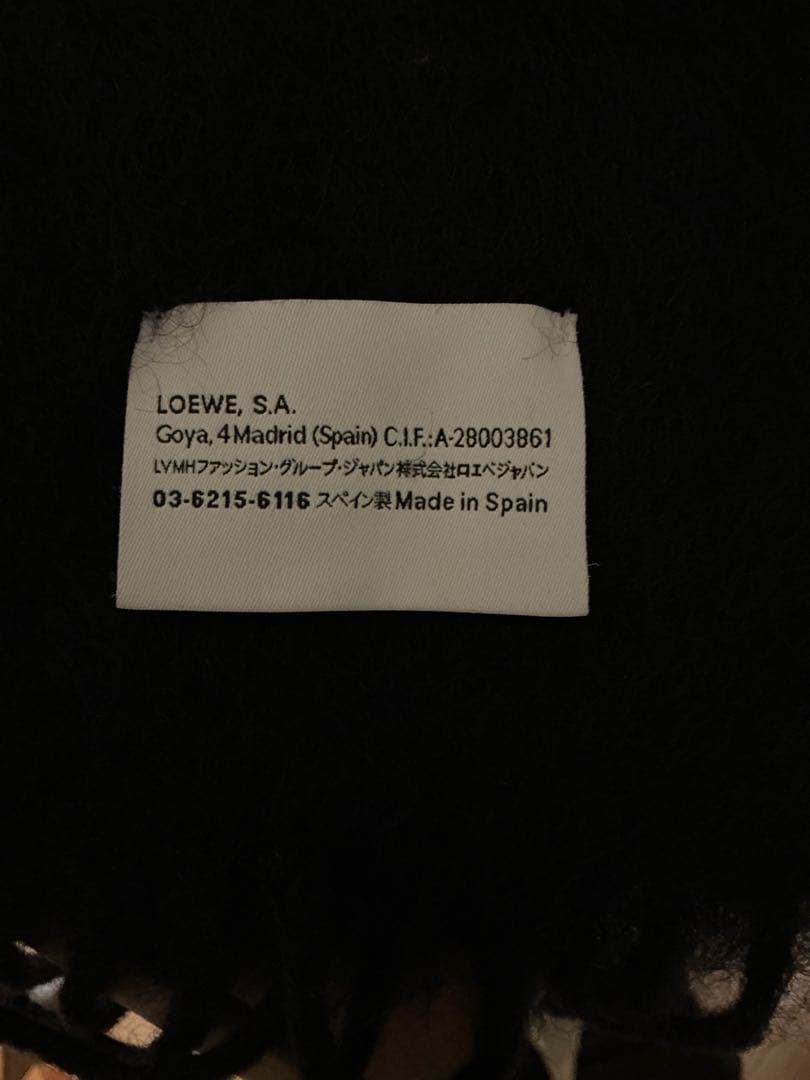 LOEWE, S.A.
Goya, 4 Madrid (Spain) C.I.F.:A-28003861
LVMHファッション・グループ・ジャパン株式会社ロエベジャパン
03-6215-6116 スペイン製 Made in Spain